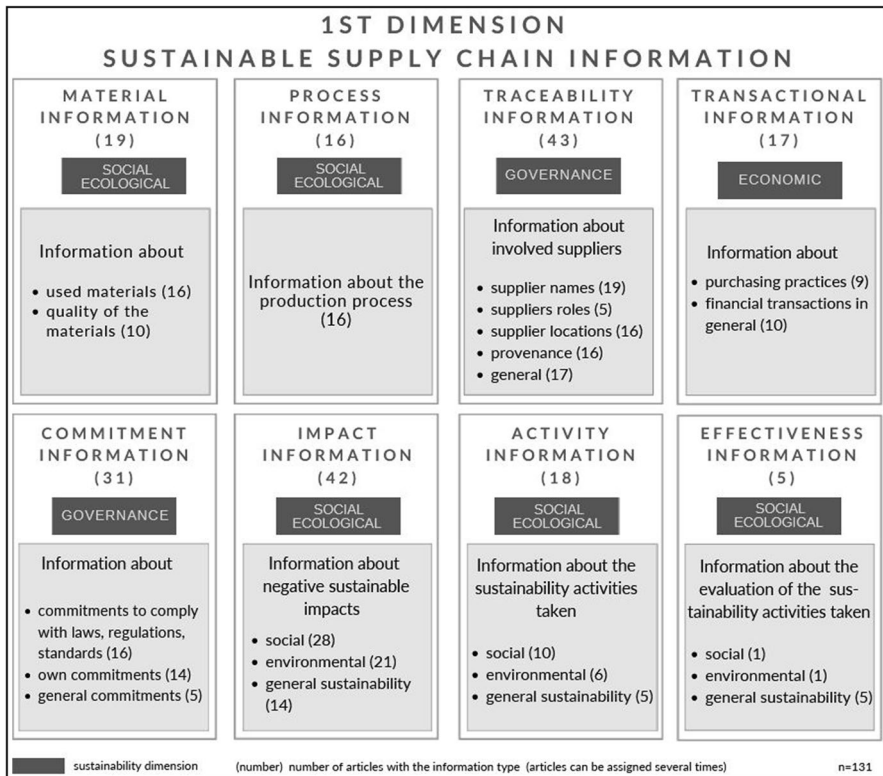 1ST DIMENSION
SUSTAINABLE SUPPLY CHAIN INFORMATION
MATERIAL
INFORMATION
(19)
SOCIAL
ECOLOGICAL
Information about
• used materials (16)
• quality of the
materials (10)
PROCESS
INFORMATION
(16)
SOCIAL
ECOLOGICAL
Information about the
production process
(16)
TRACEABILITY
INFORMATION
(43)
GOVERNANCE
Information about
involved suppliers
• supplier names (19)
• suppliers roles (5)
• supplier locations (16)
• provenance (16)
• general (17)
TRANSACTIONAL
INFORMATION
(17)
ECONOMIC
Information about
• purchasing practices (9)
• financial transactions in
general (10)
COMMITMENT
INFORMATION
(31)
GOVERNANCE
Information about
• commitments to comply
with laws, regulations,
standards (16)
• own commitments (14)
• general commitments (5)
IMPACT
INFORMATION
(42)
SOCIAL
ECOLOGICAL
Information about
negative sustainable
impacts
• social (28)
• environmental (21)
• general sustainability
(14)
ACTIVITY
INFORMATION
(18)
SOCIAL
ECOLOGICAL
Information about the
sustainability activities
taken
• social (10)
• environmental (6)
• general sustainability (5)
EFFECTIVENESS
INFORMATION
(5)
SOCIAL
ECOLOGICAL
Information about the
evaluation of the sus-
tainability activities taken
• social (1)
• environmental (1)
• general sustainability (5)
sustainability dimension (number) number of articles with the information type (articles can be assigned several times) n=131